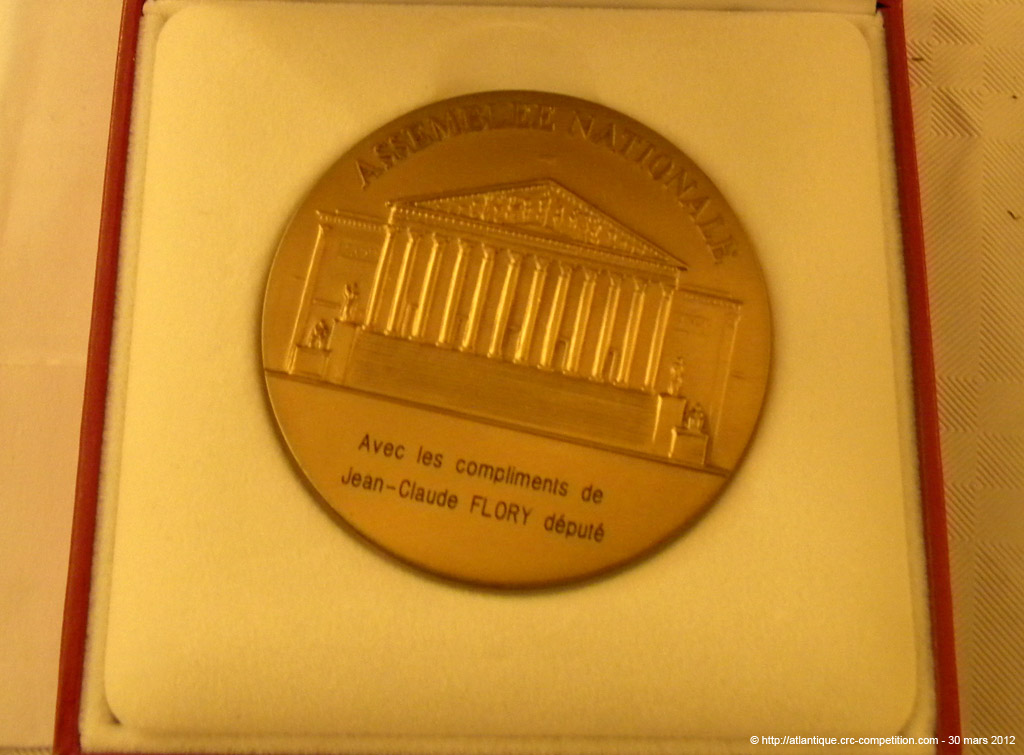 ASSEMBLEE NATIONALE
Avec les compliments de
Jean-Claude FLORY député
© http://atlantique.crc-competition.com - 30 mars 2012